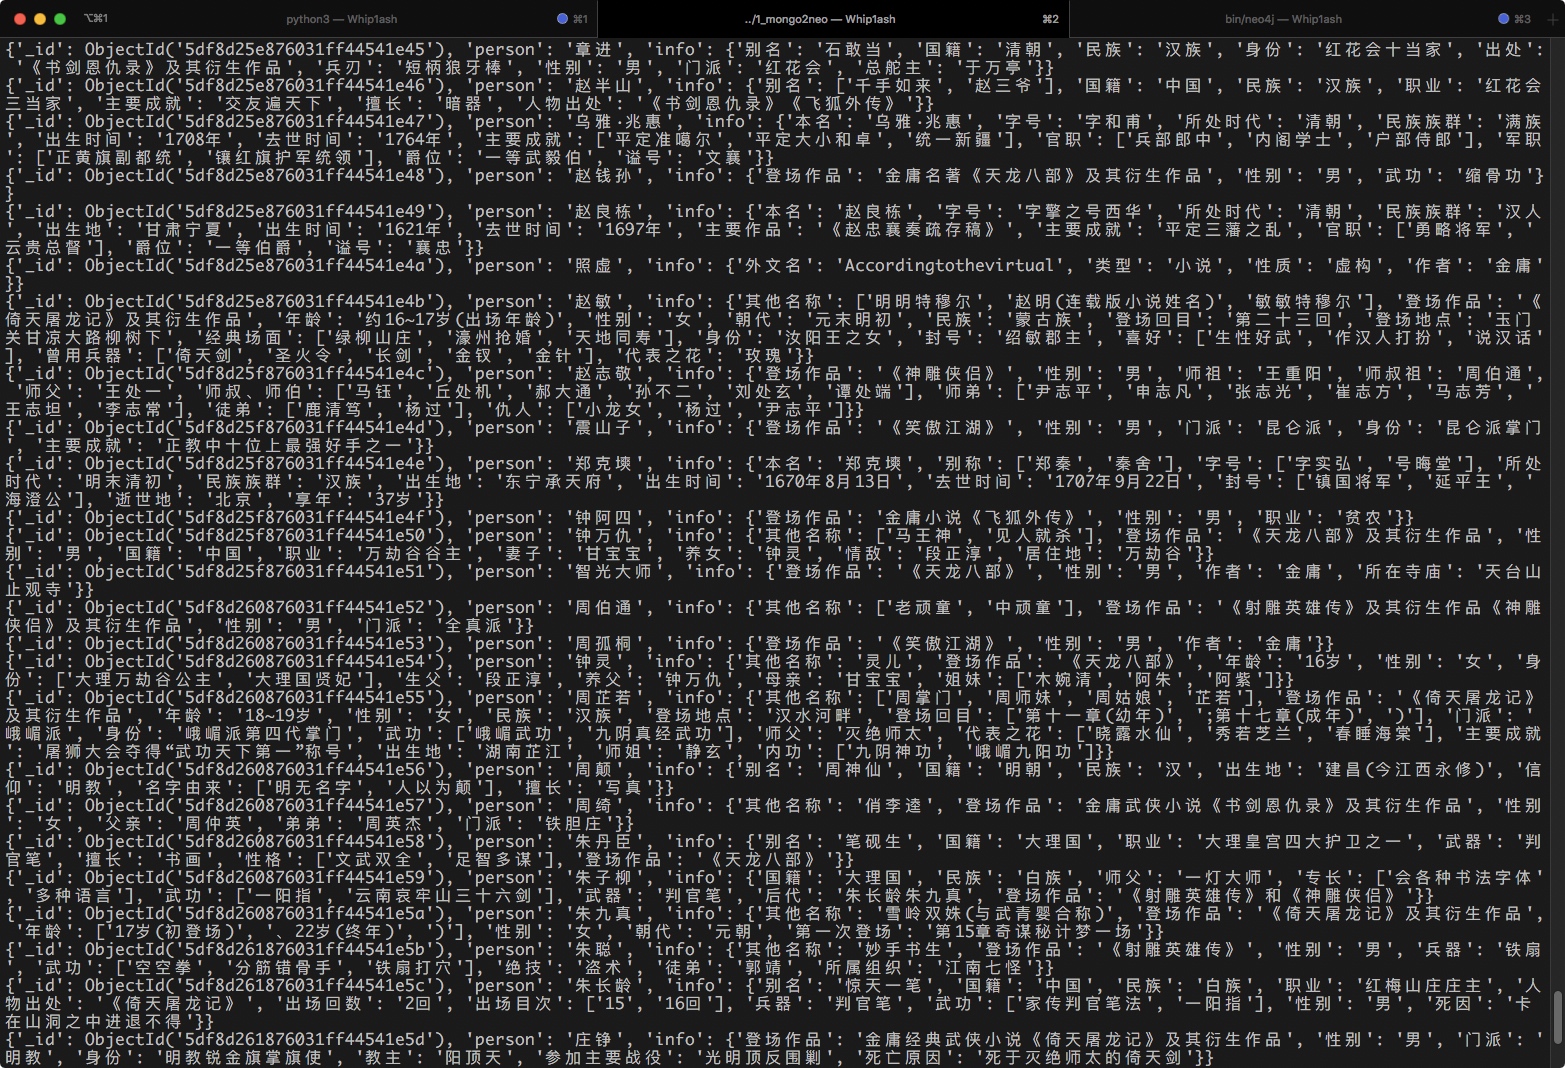 ⌥⌘1
python3 — Whip1ash
⌘1
../1_mongo2neo — Whip1ash
⌘2
bin/neo4j — Whip1ash
⌘3
{'_id': ObjectId('5df8d25e876031ff44541e45'), 'person': '章进', 'info': {'别名': '石敢当', '国籍': '清朝', '民族': '汉族', '身份': '红花会十当家', '出处':
'《书剑恩仇录》及其衍生作品', '兵刃': '短柄狼牙棒', '性别': '男', '门派': '红花会', '总舵主': '于万亭'}}
{'_id': ObjectId('5df8d25e876031ff44541e46'), 'person': '赵半山', 'info': {'别名': ['千手如来', '赵三爷'], '国籍': '中国', '民族': '汉族', '职业': '红花会
三当家', '主要成就': '交友遍天下', '擅长': '暗器', '人物出处': '《书剑恩仇录》《飞狐外传》'}}
{'_id': ObjectId('5df8d25e876031ff44541e47'), 'person': '乌雅·兆惠', 'info': {'本名': '乌雅·兆惠', '字号': '字和甫', '所处时代': '清朝', '民族族群': '满族
', '出生时间': '1708年', '去世时间': '1764年', '主要成就': ['平定准噶尔', '平定大小和卓', '统一新疆'], '官职': ['兵部郎中', '内阁学士', '户部侍郎'], '军职
': ['正黄旗副都统', '镶红旗护军统领'], '爵位': '一等武毅伯', '谥号': '文襄'}}
{'_id': ObjectId('5df8d25e876031ff44541e48'), 'person': '赵钱孙', 'info': {'登场作品': '金庸名著《天龙八部》及其衍生作品', '性别': '男', '武功': '缩骨功'}
}
{'_id': ObjectId('5df8d25e876031ff44541e49'), 'person': '赵良栋', 'info': {'本名': '赵良栋', '字号': '字擎之号西华', '所处时代': '清朝', '民族族群': '汉人
', '出生地': '甘肃宁夏', '出生时间': '1621年', '去世时间': '1697年', '主要作品': '《赵忠襄奏疏存稿》', '主要成就': '平定三藩之乱', '官职': ['勇略将军', '
云贵总督'], '爵位': '一等伯爵', '谥号': '襄忠'}}
{'_id': ObjectId('5df8d25e876031ff44541e4a'), 'person': '照虚', 'info': {'外文名': 'Accordingtothevirtual', '类型': '小说', '性质': '虚构', '作者': '金庸'
}}
{'_id': ObjectId('5df8d25e876031ff44541e4b'), 'person': '赵敏', 'info': {'其他名称': ['明明特穆尔', '赵明(连载版小说姓名)', '敏敏特穆尔'], '登场作品': '《
倚天屠龙记》及其衍生作品', '年龄': '约16~17岁(出场年龄)', '性别': '女', '朝代': '元末明初', '民族': '蒙古族', '登场回目': '第二十三回', '登场地点': '玉门
关甘凉大路柳树下', '经典场面': ['绿柳山庄', '濠州抢婚', '天地同寿'], '身份': '汝阳王之女', '封号': '绍敏郡主', '喜好': ['生性好武', '作汉人打扮', '说汉话'
], '曾用兵器': ['倚天剑', '圣火令', '长剑', '金钗', '金针'], '代表之花': '玫瑰'}}
{'_id': ObjectId('5df8d25f876031ff44541e4c'), 'person': '赵志敬', 'info': {'登场作品': '《神雕侠侣》', '性别': '男', '师祖': '王重阳', '师叔祖': '周伯通',
'师父': '王处一', '师叔、师伯': ['马钰', '丘处机', '郝大通', '孙不二', '刘处玄', '谭处端'], '师弟': ['尹志平', '申志凡', '张志光', '崔志方', '马志芳', '
王志坦', '李志常'], '徒弟': ['鹿清笃', '杨过'], '仇人': ['小龙女', '杨过', '尹志平']}}
{'_id': ObjectId('5df8d25f876031ff44541e4d'), 'person': '震山子', 'info': {'登场作品': '《笑傲江湖》', '性别': '男', '门派': '昆仑派', '身份': '昆仑派掌门
', '主要成就': '正教中十位上最强好手之一'}}
{'_id': ObjectId('5df8d25f876031ff44541e4e'), 'person': '郑克塽', 'info': {'本名': '郑克塽', '别称': ['郑秦', '秦舍'], '字号': ['字实弘', '号晦堂'], '所处
时代': '明末清初', '民族族群': '汉族', '出生地': '东宁承天府', '出生时间': '1670年8月13日', '去世时间': '1707年9月22日', '封号': ['镇国将军', '延平王', '
海澄公'], '逝世地': '北京', '享年': '37岁'}}
{'_id': ObjectId('5df8d25f876031ff44541e4f'), 'person': '钟阿四', 'info': {'登场作品': '金庸小说《飞狐外传》', '性别': '男', '职业': '贫农'}}
{'_id': ObjectId('5df8d25f876031ff44541e50'), 'person': '钟万仇', 'info': {'其他名称': ['马王神', '见人就杀'], '登场作品': '《天龙八部》及其衍生作品', '性
别': '男', '国籍': '中国', '职业': '万劫谷谷主', '妻子': '甘宝宝', '养女': '钟灵', '情敌': '段正淳', '居住地': '万劫谷'}}
{'_id': ObjectId('5df8d25f876031ff44541e51'), 'person': '智光大师', 'info': {'登场作品': '《天龙八部》', '性别': '男', '作者': '金庸', '所在寺庙': '天台山
止观寺'}}
{'_id': ObjectId('5df8d260876031ff44541e52'), 'person': '周伯通', 'info': {'其他名称': ['老顽童', '中顽童'], '登场作品': '《射雕英雄传》及其衍生作品《神雕
侠侣》及其衍生作品', '性别': '男', '门派': '全真派'}}
{'_id': ObjectId('5df8d260876031ff44541e53'), 'person': '周孤桐', 'info': {'登场作品': '《笑傲江湖》', '性别': '男', '作者': '金庸'}}
{'_id': ObjectId('5df8d260876031ff44541e54'), 'person': '钟灵', 'info': {'其他名称': '灵儿', '登场作品': '《天龙八部》', '年龄': '16岁', '性别': '女', '身
份': ['大理万劫谷公主', '大理国贤妃'], '生父': '段正淳', '养父': '钟万仇', '母亲': '甘宝宝', '姐妹': ['木婉清', '阿朱', '阿紫']}}
{'_id': ObjectId('5df8d260876031ff44541e55'), 'person': '周芷若', 'info': {'其他名称': ['周掌门', '周师妹', '周姑娘', '芷若'], '登场作品': '《倚天屠龙记》
及其衍生作品', '年龄': '18~19岁', '性别': '女', '民族': '汉族', '登场地点': '汉水河畔', '登场回目': ['第十一章(幼年)', ';第十七章(成年)', ')'], '门派': '
峨嵋派', '身份': '峨嵋派第四代掌门', '武功': ['峨嵋武功', '九阴真经武功'], '师父': '灭绝师太', '代表之花': ['晓露水仙', '秀若芝兰', '春睡海棠'], '主要成就
': '屠狮大会夺得“武功天下第一”称号', '出生地': '湖南芷江', '师姐': '静玄', '内功': ['九阴神功', '峨嵋九阳功']}}
{'_id': ObjectId('5df8d260876031ff44541e56'), 'person': '周颠', 'info': {'别名': '周神仙', '国籍': '明朝', '民族': '汉', '出生地': '建昌(今江西永修)', '信
仰': '明教', '名字由来': ['明无名字', '人以为颠'], '擅长': '写真'}}
{'_id': ObjectId('5df8d260876031ff44541e57'), 'person': '周绮', 'info': {'其他名称': '俏李逵', '登场作品': '金庸武侠小说《书剑恩仇录》及其衍生作品', '性别
': '女', '父亲': '周仲英', '弟弟': '周英杰', '门派': '铁胆庄'}}
{'_id': ObjectId('5df8d260876031ff44541e58'), 'person': '朱丹臣', 'info': {'别名': '笔砚生', '国籍': '大理国', '职业': '大理皇宫四大护卫之一', '武器': '判
官笔', '擅长': '书画', '性格': ['文武双全', '足智多谋'], '登场作品': '《天龙八部》'}}
{'_id': ObjectId('5df8d260876031ff44541e59'), 'person': '朱子柳', 'info': {'国籍': '大理国', '民族': '白族', '师父': '一灯大师', '专长': ['会各种书法字体'
, '多种语言'], '武功': ['一阳指', '云南哀牢山三十六剑'], '武器': '判官笔', '后代': '朱长龄朱九真', '登场作品': '《射雕英雄传》和《神雕侠侣》'}}
{'_id': ObjectId('5df8d260876031ff44541e5a'), 'person': '朱九真', 'info': {'其他名称': '雪岭双姝(与武青婴合称)', '登场作品': '《倚天屠龙记》及其衍生作品',
'年龄': ['17岁(初登场)', '、22岁(终年)', ')'], '性别': '女', '朝代': '元朝', '第一次登场': '第15章奇谋秘计梦一场'}}
{'_id': ObjectId('5df8d261876031ff44541e5b'), 'person': '朱聪', 'info': {'其他名称': '妙手书生', '登场作品': '《射雕英雄传》', '性别': '男', '兵器': '铁扇
', '武功': ['空空拳', '分筋错骨手', '铁扇打穴'], '绝技': '盗术', '徒弟': '郭靖', '所属组织': '江南七怪'}}
{'_id': ObjectId('5df8d261876031ff44541e5c'), 'person': '朱长龄', 'info': {'别名': '惊天一笔', '国籍': '中国', '民族': '白族', '职业': '红梅山庄庄主', '人
物出处': '《倚天屠龙记》', '出场回数': '2回', '出场目次': ['15', '16回'], '兵器': '判官笔', '武功': ['家传判官笔法', '一阳指'], '性别': '男', '死因': '卡
在山洞之中进退不得'}}
{'_id': ObjectId('5df8d261876031ff44541e5d'), 'person': '庄铮', 'info': {'登场作品': '金庸经典武侠小说《倚天屠龙记》及其衍生作品', '性别': '男', '门派': '
明教', '身份': '明教锐金旗掌旗使', '教主': '阳顶天', '参加主要战役': '光明顶反围剿', '死亡原因': '死于灭绝师太的倚天剑'}}